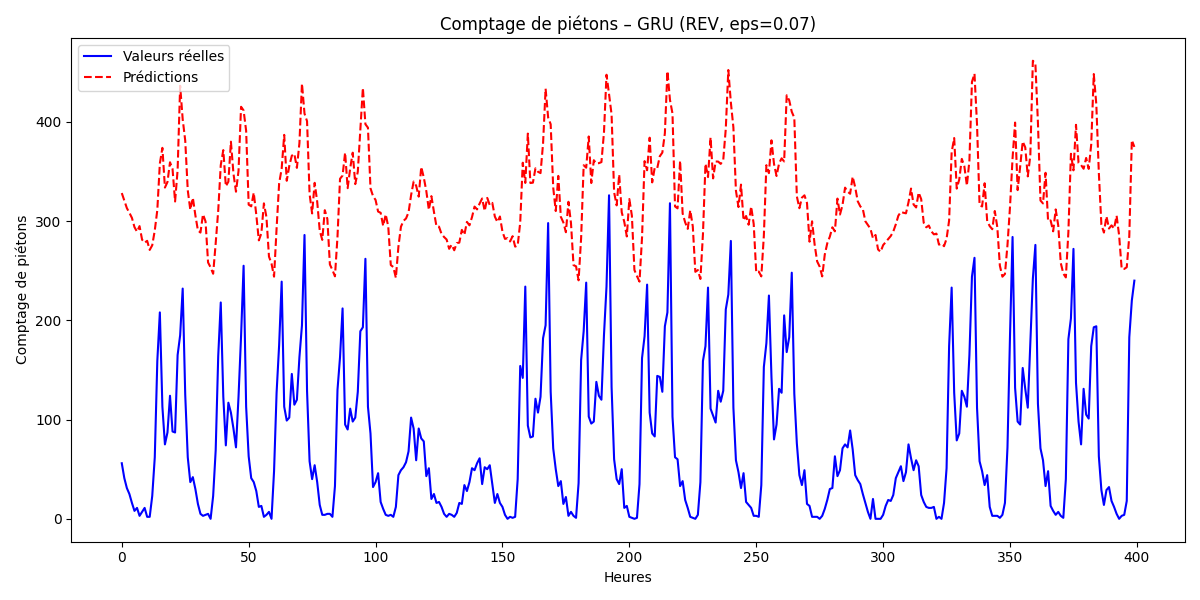 Comptage de piétons – GRU (REV, eps=0.07)
Valeurs réelles
Prédictions
Comptage de piétons
400
300
200
100
0
0 50 100 150 200 250 300 350 400
Heures